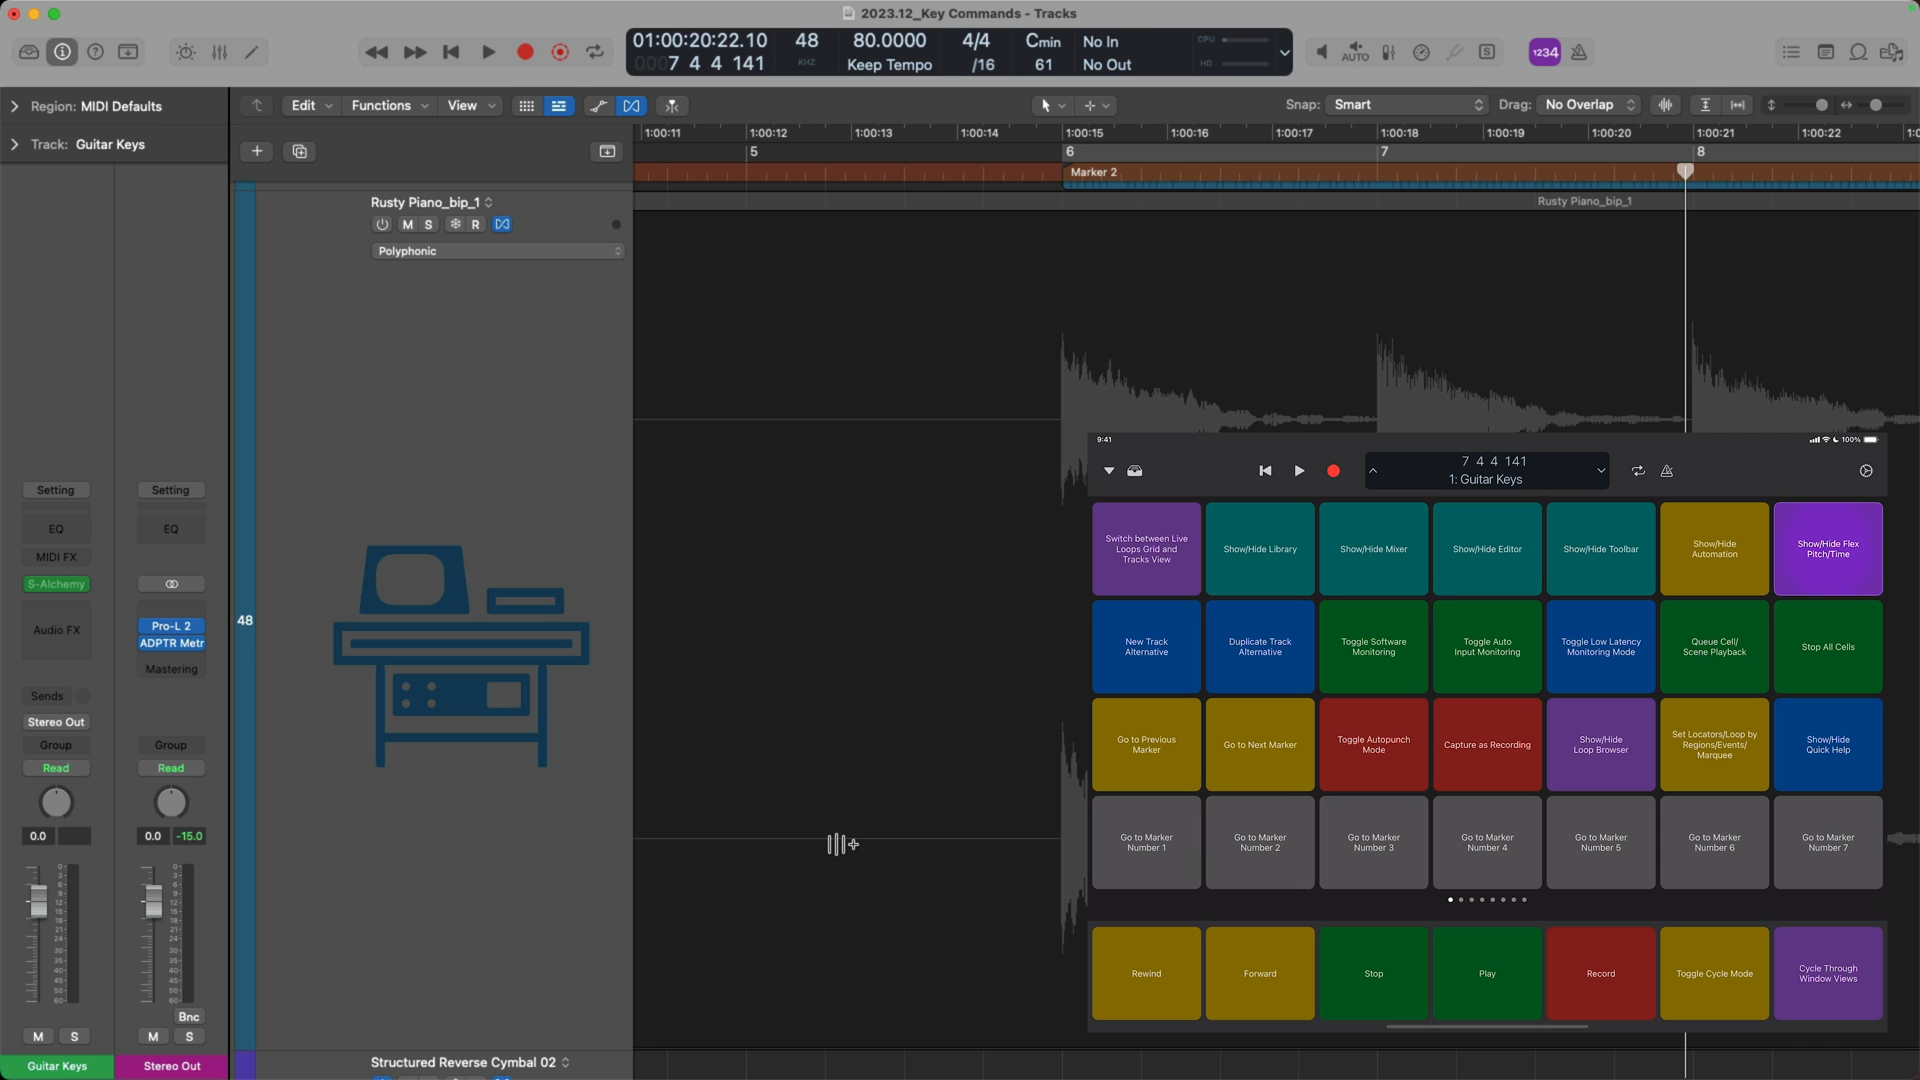 2023.12_Key Commands - Tracks
01:00:20:22.10
0007 4 4 141
48
KHZ
80.0000
Keep Tempo
4/4
/16
Cmin
61
No In
No Out
CPU
HD
AUTO
1234
Region: MIDI Defaults
Edit
Functions
View
Snap: Smart
Drag: No Overlap
Track: Guitar Keys
1:00:11
1:00:12
1:00:13
1:00:14
1:00:15
1:00:16
1:00:17
1:00:18
1:00:19
1:00:20
1:00:21
1:00:22
5
6
7
8
Marker 2
Rusty Piano_bip_1
M
S
R
Polyphonic
Rusty Piano_bip_1
48
Setting
EQ
MIDI FX
S-Alchemy
Audio FX
Sends
Stereo Out
Group
Read
0.0
M
S
Guitar Keys
Setting
EQ
Pro-L 2
ADPTR Metr
Mastering
Group
Read
0.0
-15.0
Bnc
M
S
Stereo Out
Structured Reverse Cymbal 02
9:41
100%
7 4 4 141
1: Guitar Keys
Switch between Live
Loops Grid and
Tracks View
Show/Hide Library
Show/Hide Mixer
Show/Hide Editor
Show/Hide Toolbar
Show/Hide
Automation
Show/Hide Flex
Pitch/Time
New Track
Alternative
Duplicate Track
Alternative
Toggle Software
Monitoring
Toggle Auto
Input Monitoring
Toggle Low Latency
Monitoring Mode
Queue Cell/
Scene Playback
Stop All Cells
Go to Previous
Marker
Go to Next Marker
Toggle Autopunch
Mode
Capture as Recording
Show/Hide
Loop Browser
Set Locators/Loop by
Regions/Events/
Marquee
Show/Hide
Quick Help
Go to Marker
Number 1
Go to Marker
Number 2
Go to Marker
Number 3
Go to Marker
Number 4
Go to Marker
Number 5
Go to Marker
Number 6
Go to Marker
Number 7
Rewind
Forward
Stop
Play
Record
Toggle Cycle Mode
Cycle Through
Window Views